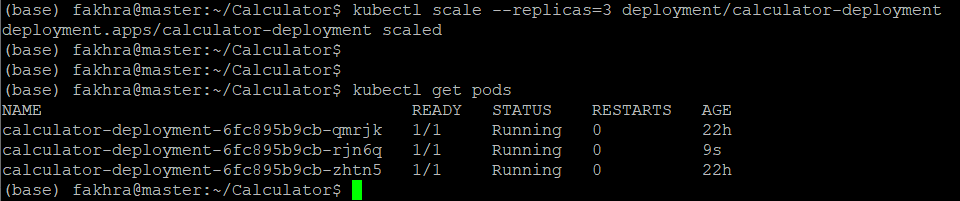 (base) fakhra@master:~/Calculator$ kubectl scale --replicas=3 deployment/calculator-deployment
deployment.apps/calculator-deployment scaled
(base) fakhra@master:~/Calculator$
(base) fakhra@master:~/Calculator$
(base) fakhra@master:~/Calculator$ kubectl get pods
NAME READY STATUS RESTARTS AGE
calculator-deployment-6fc895b9cb-qmrjk 1/1 Running 0 22h
calculator-deployment-6fc895b9cb-rjn6q 1/1 Running 0 9s
calculator-deployment-6fc895b9cb-zhtn5 1/1 Running 0 22h
(base) fakhra@master:~/Calculator$